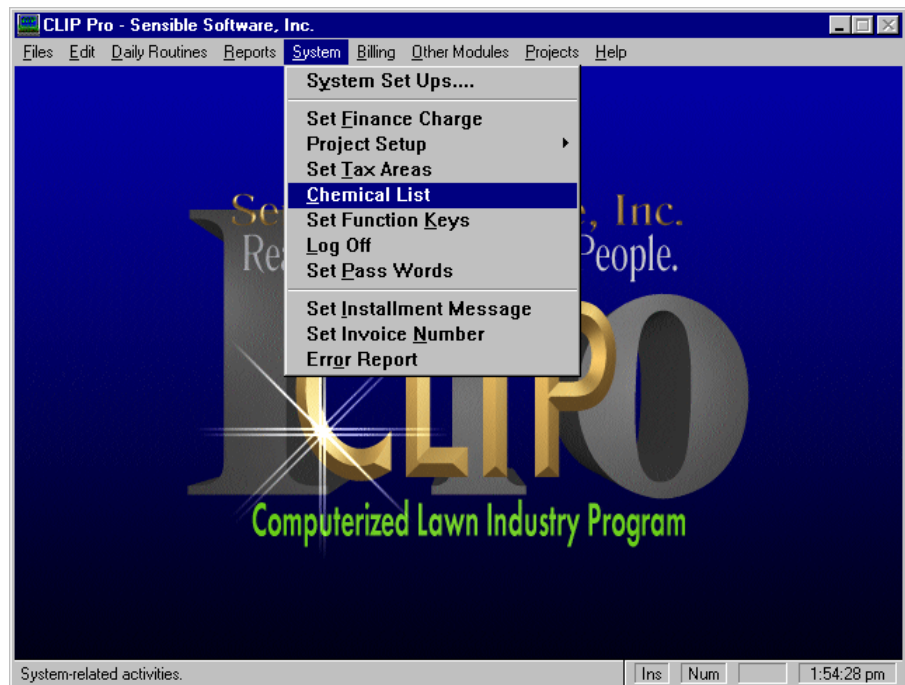 CLIP Pro - Sensible Software, Inc.
Files Edit Daily Routines Reports System Billing Other Modules Projects Help
System Set Ups....
Set Finance Charge
Project Setup
Set Tax Areas
Chemical List
Set Function Keys
Log Off
Set Pass Words
Set Installment Message
Set Invoice Number
Error Report
Se , Inc.
Rea People.
CLIP
Computerized Lawn Industry Program
System-related activities. Ins Num 1:54:28 pm